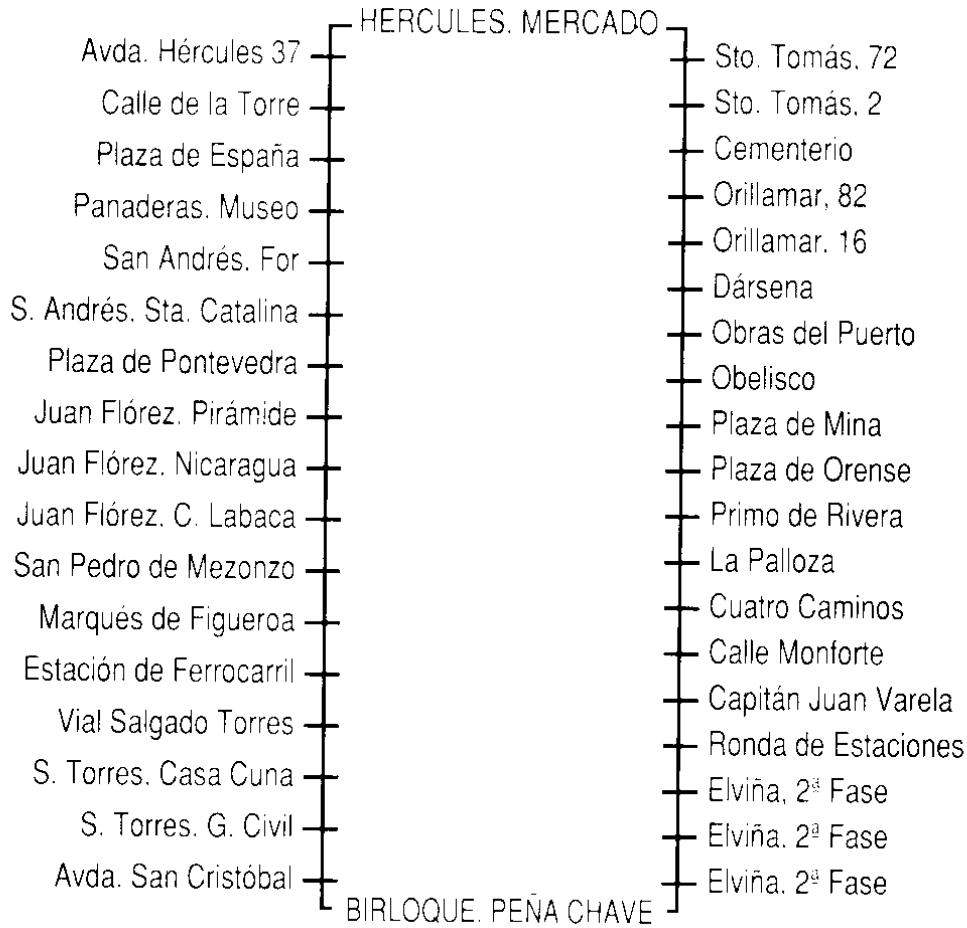 HERCULES. MERCADO
Avda. Hércules 37
Calle de la Torre
Plaza de España
Panaderas. Museo
San Andrés. For
S. Andrés. Sta. Catalina
Plaza de Pontevedra
Juan Flórez. Pirámide
Juan Flórez. Nicaragua
Juan Flórez. C. Labaca
San Pedro de Mezonzo
Marqués de Figueroa
Estación de Ferrocarril
Vial Salgado Torres
S. Torres. Casa Cuna
S. Torres. G. Civil
Avda. San Cristóbal
Sto. Tomás. 72
Sto. Tomás. 2
Cementerio
Orillamar, 82
Orillamar. 16
Dársena
Obras del Puerto
Obelisco
Plaza de Mina
Plaza de Orense
Primo de Rivera
La Palloza
Cuatro Caminos
Calle Monforte
Capitán Juan Varela
Ronda de Estaciones
Elviña, 2ª Fase
Elviña. 2ª Fase
Elviña. 2ª Fase
BIRLOQUE. PEÑA CHAVE